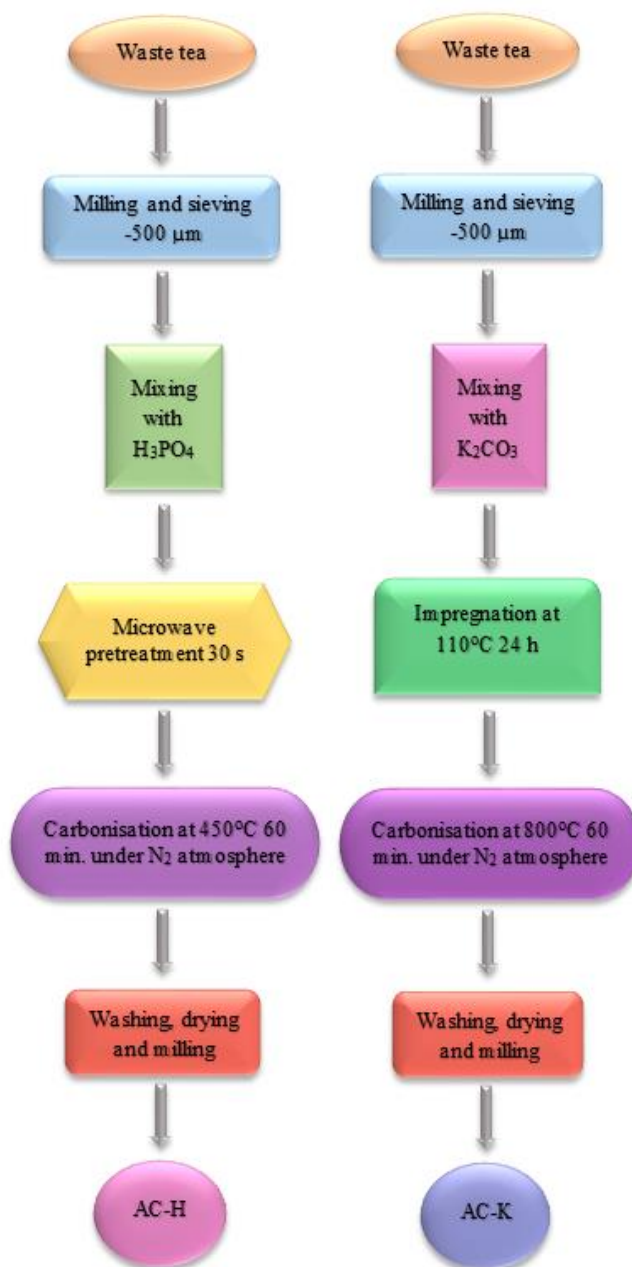 Waste tea
Milling and sieving
-500 µm
Mixing
with
H₃PO₄
Microwave
pretreatment 30 s
Carbonisation at 450°C 60
min. under N₂ atmosphere
Washing, drying
and milling
AC-H
Waste tea
Milling and sieving
-500 µm
Mixing
with
K₂CO₃
Impregnation at
110°C 24 h
Carbonisation at 800°C 60
min. under N₂ atmosphere
Washing, drying
and milling
AC-K